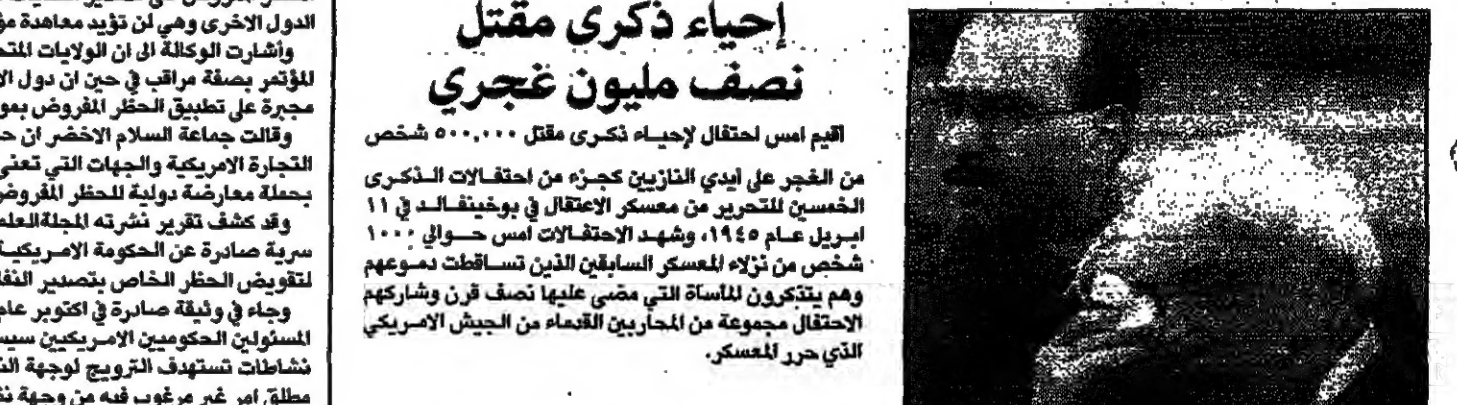 إحياء ذكرى مقتل
نصف مليون غجري
اقيم امس احتفال لإحياء ذكرى مقتل ٥٠٠,٠٠٠ شخص
من الغجر على ايدي النازيين كجزء من احتفالات الذكرى
الخمسين للتحرير من معسكر الاعتقال في بوخينفالد في ١١
ابريل عام ١٩٤٥، وشهد الاحتفالات امس حوالي ١٠٠٠
شخص من نزلاء المعسكر السابقين الذين تساقطت دموعهم
وهم يتذكرون المأساة التي مضى عليها نصف قرن وشاركهم
الاحتفال مجموعة من المحاربين القدماء من الجيش الامريكي
الذي حرر المعسكر.
الدول الاخرى وهي لن تؤيد معاهدة
وأشارت الوكالة الى ان الولايات
للمؤتمر بصفة مراقب في حين ان دول
مجبرة على تطبيق الحظر المفروض
وقالت جماعة السلام الاخضر ان
التجارة الامريكية والجهات التي تعنى
بحملة معارضة دولية للحظر المفروض
وقد كشف تقرير نشرته المجلة
سرية صادرة عن الحكومة الامريكية
لتقويض الحظر الخاص بتصدير
وجاء في وثيقة صادرة في اكتوبر عام
المسئولين الحكوميين الامريكيين
نشاطات تستهدف الترويج لوجهة
مطلق امر غير مرغوب فيه من وجهة